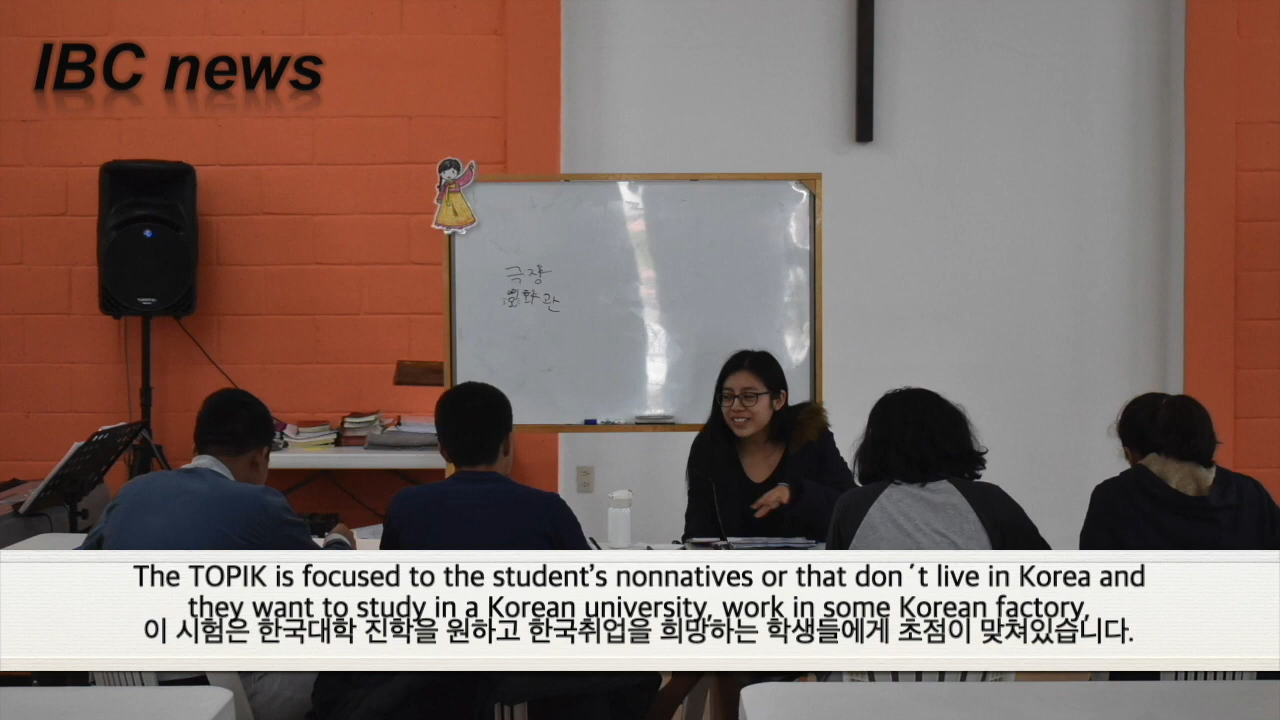 IBC news
극장
영화관
The TOPIK is focused to the student’s nonnatives or that don´t live in Korea and
they want to study in a Korean university, work in some Korean factory,
이 시험은 한국대학 진학을 원하고 한국취업을 희망하는 학생들에게 초점이 맞쳐있습니다.